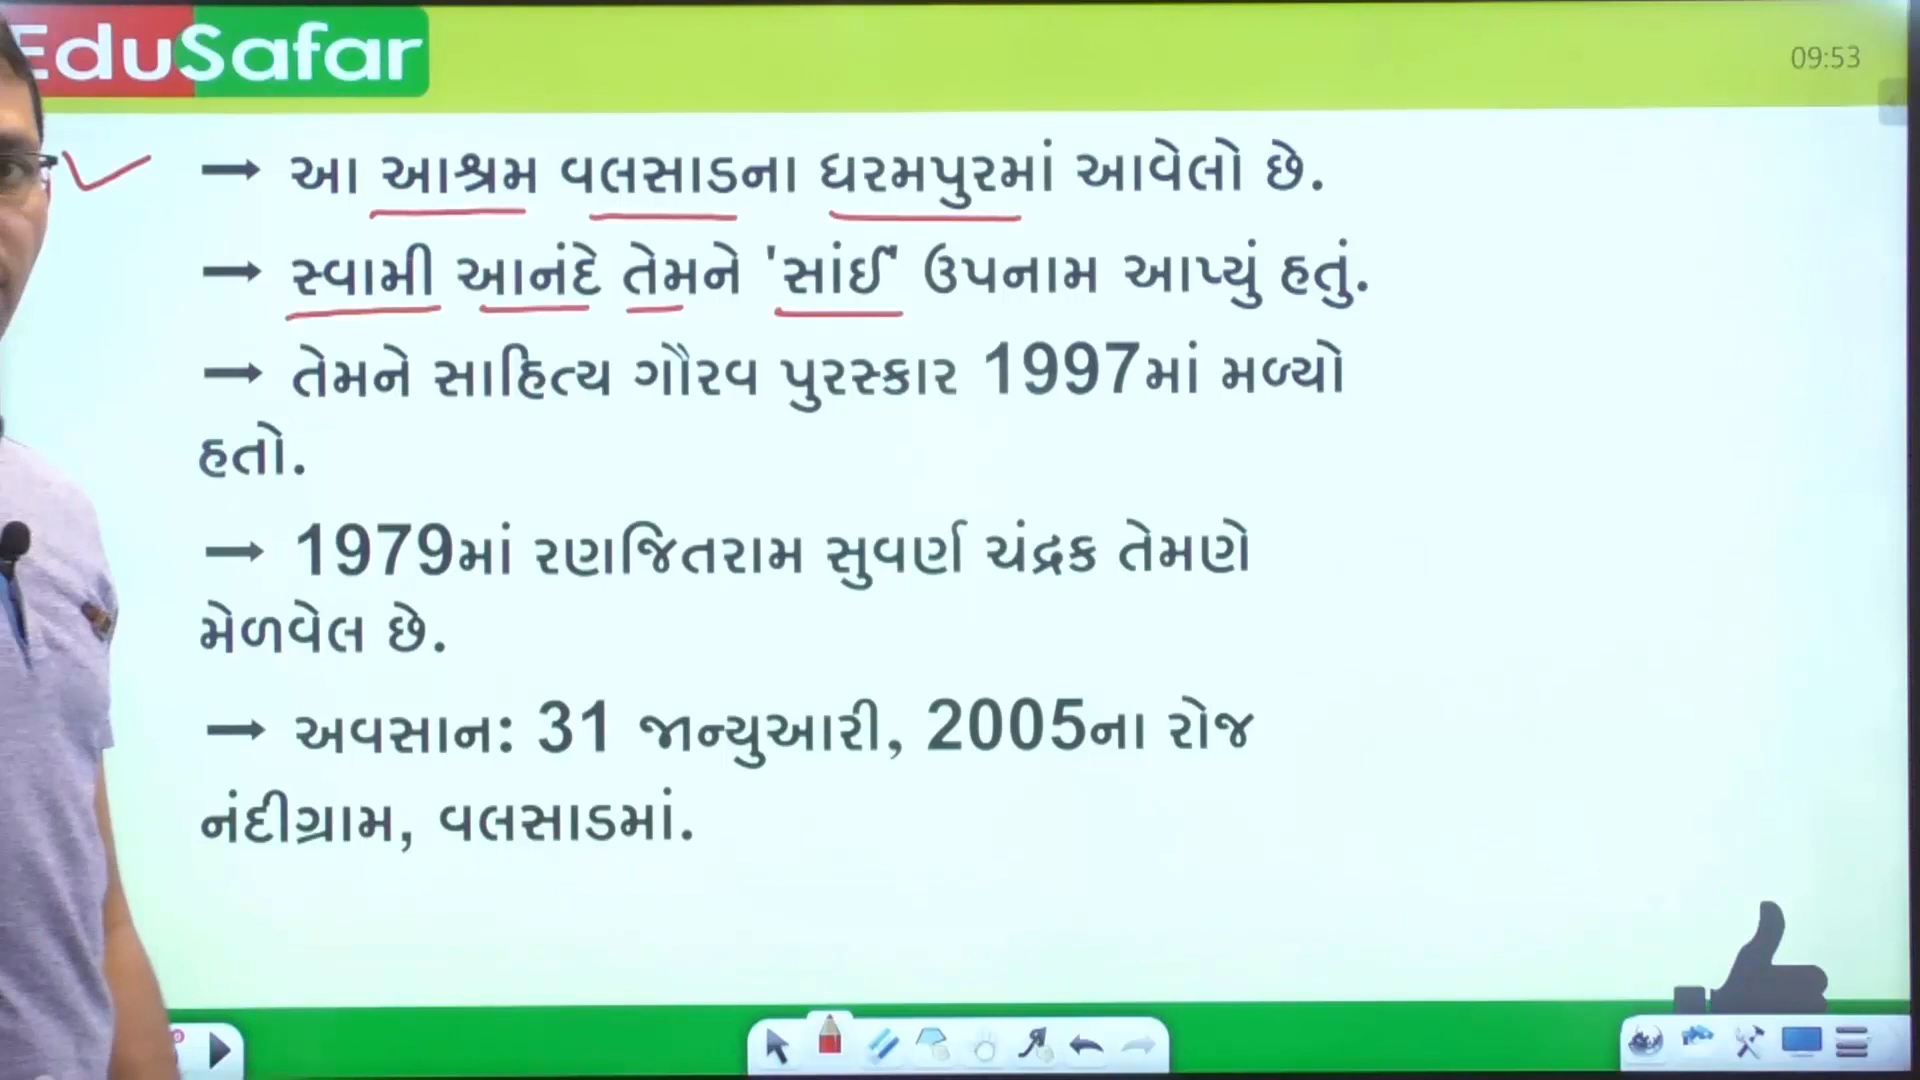 EduSafar
09:53
→ આ આશ્રમ વલસાડના ધરમપુરમાં આવેલો છે.
→ સ્વામી આનંદે તેમને 'સાંઈ' ઉપનામ આપ્યું હતું.
→ તેમને સાહિત્ય ગૌરવ પુરસ્કાર 1997માં મળ્યો
હતો.
→ 1979માં રણજિતરામ સુવર્ણ ચંદ્રક તેમણે
મેળવેલ છે.
→ અવસાન: 31 જાન્યુઆરી, 2005ના રોજ
નંદીગ્રામ, વલસાડમાં.